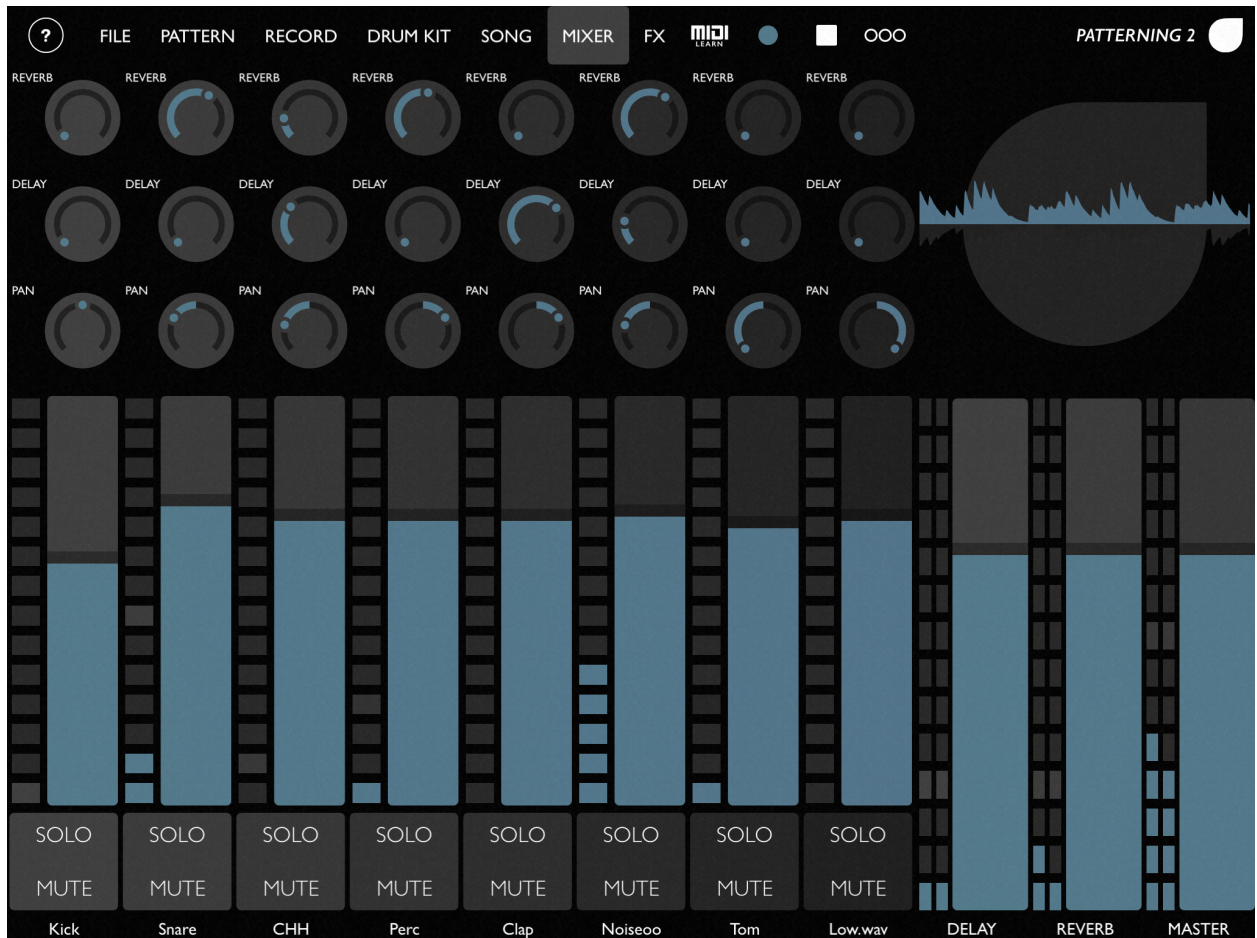 ? FILE PATTERN RECORD DRUM KIT SONG MIXER FX MIDI LEARN PATTERNING 2
REVERB REVERB REVERB REVERB REVERB REVERB REVERB REVERB
DELAY DELAY DELAY DELAY DELAY DELAY DELAY DELAY
PAN PAN PAN PAN PAN PAN PAN PAN
SOLO SOLO SOLO SOLO SOLO SOLO SOLO SOLO
MUTE MUTE MUTE MUTE MUTE MUTE MUTE MUTE
Kick Snare CHH Perc Clap Noiseoo Tom Low.wav DELAY REVERB MASTER